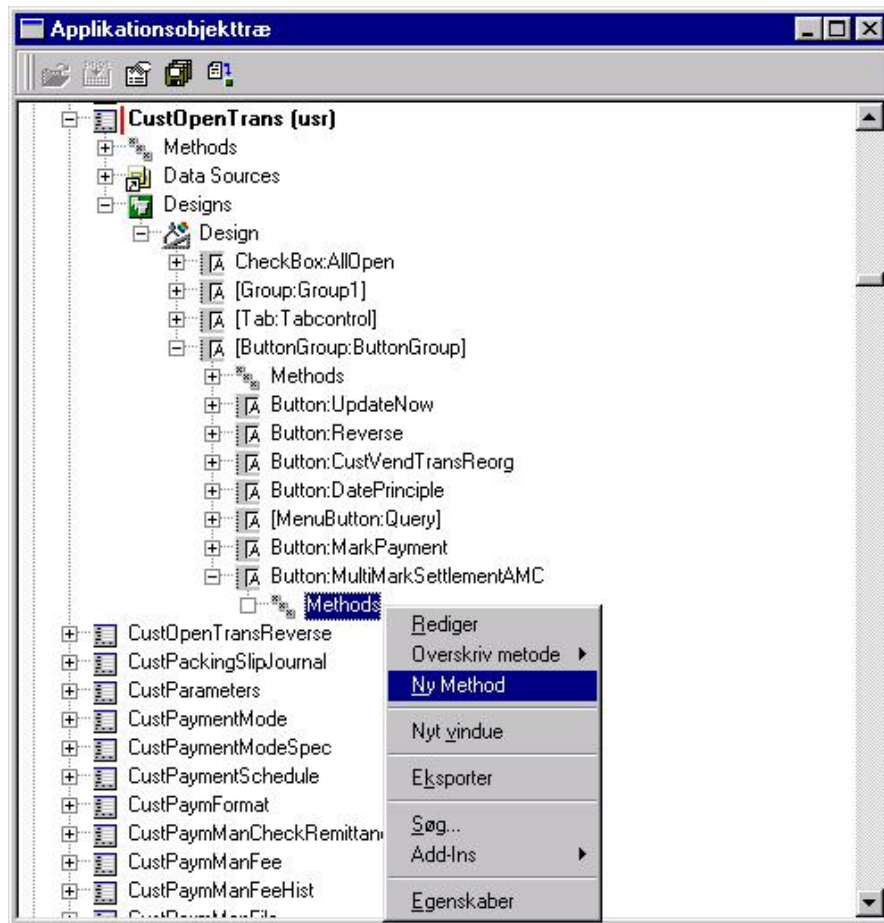 Applikationsobjekttræ
CustOpenTrans (usr)
Methods
Data Sources
Designs
Design
CheckBox:AllOpen
[Group:Group1]
[Tab:Tabcontrol]
[ButtonGroup:ButtonGroup]
Methods
Button:UpdateNow
Button:Reverse
Button:CustVendTransReorg
Button:DatePrinciple
[MenuButton:Query]
Button:MarkPayment
Button:MultiMarkSettlementAMC
Methods
CustOpenTransReverse
CustPackingSlipJournal
CustParameters
CustPaymentMode
CustPaymentModeSpec
CustPaymentSchedule
CustPaymFormat
CustPaymManCheckRemittan
CustPaymManFee
CustPaymManFeeHist
Rediger
Overskriv metode
Ny Method
Nyt vindue
Eksporter
Søg...
Add-Ins
Egenskaber